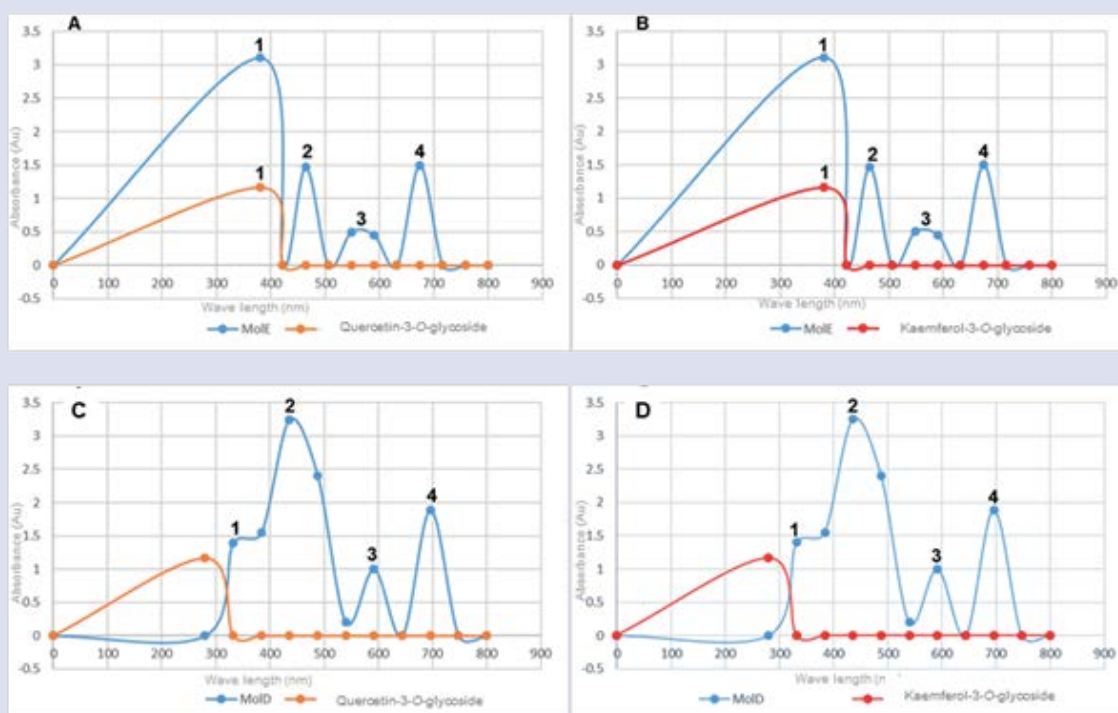 A
3.5
3
2.5
2
1.5
1
0.5
0
-0.5
Absorbance (Au)
1
1
2
3
4
0 100 200 300 400 500 600 700 800 900
Wave length (nm)
MolE Quercetin-3-O-glycoside
B
3.5
3
2.5
2
1.5
1
0.5
0
-0.5
Absorbance (Au)
1
1
2
3
4
0 100 200 300 400 500 600 700 800 900
Wave length (nm)
MolE Kaemferol-3-O-glycoside
C
3.5
3
2.5
2
1.5
1
0.5
0
-0.5
Absorbance (Au)
1
2
3
4
0 100 200 300 400 500 600 700 800 900
Wave length (nm)
MolD Quercetin-3-O-glycoside
D
3.5
3
2.5
2
1.5
1
0.5
0
-0.5
Absorbance (Au)
1
2
3
4
0 100 200 300 400 500 600 700 800 900
Wave length (n
MolD Kaemferol-3-O-glycoside